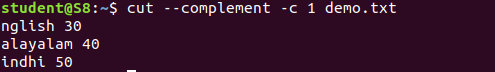 student@S8:~$ cut --complement -c 1 demo.txt
nglish 30
alayalam 40
indhi 50